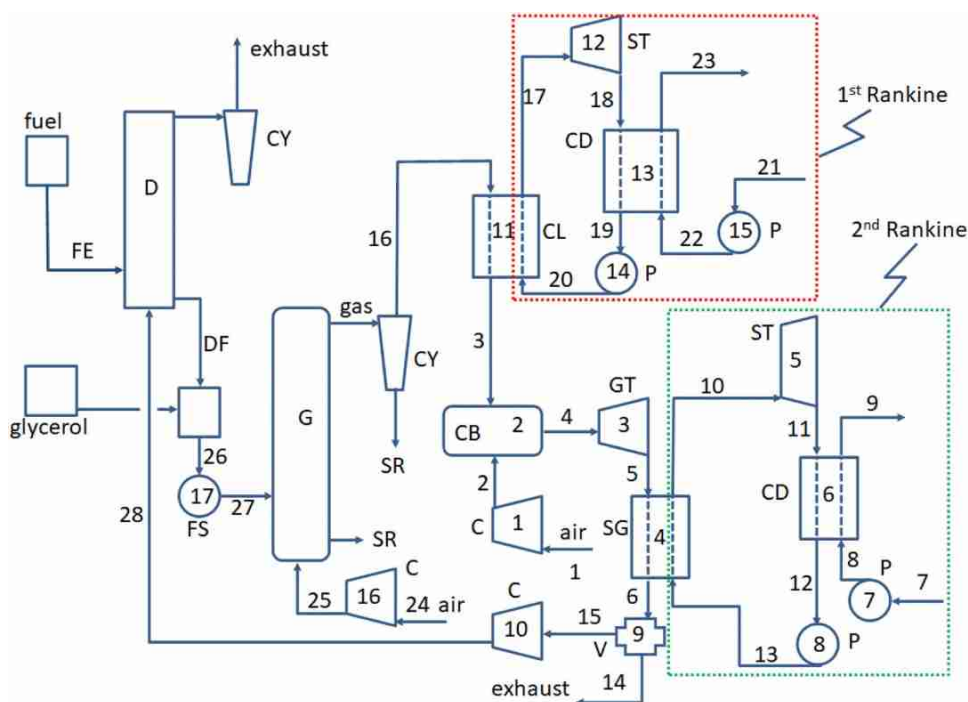 exhaust
12
ST
23
17
18
1st Rankine
fuel
CY
CD
D
13
21
16
11
CL
19
15
P
2nd Rankine
22
FE
14
P
20
gas
3
ST
DF
CY
GT
10
5
9
G
glycerol
CB
2
4
3
11
SR
5
CD
6
26
2
28
17
27
C
1
air
SG
4
FS
SR
1
8
P
12
16
C
C
6
7
7
25
24
air
10
15
9
V
8
P
13
14
exhaust